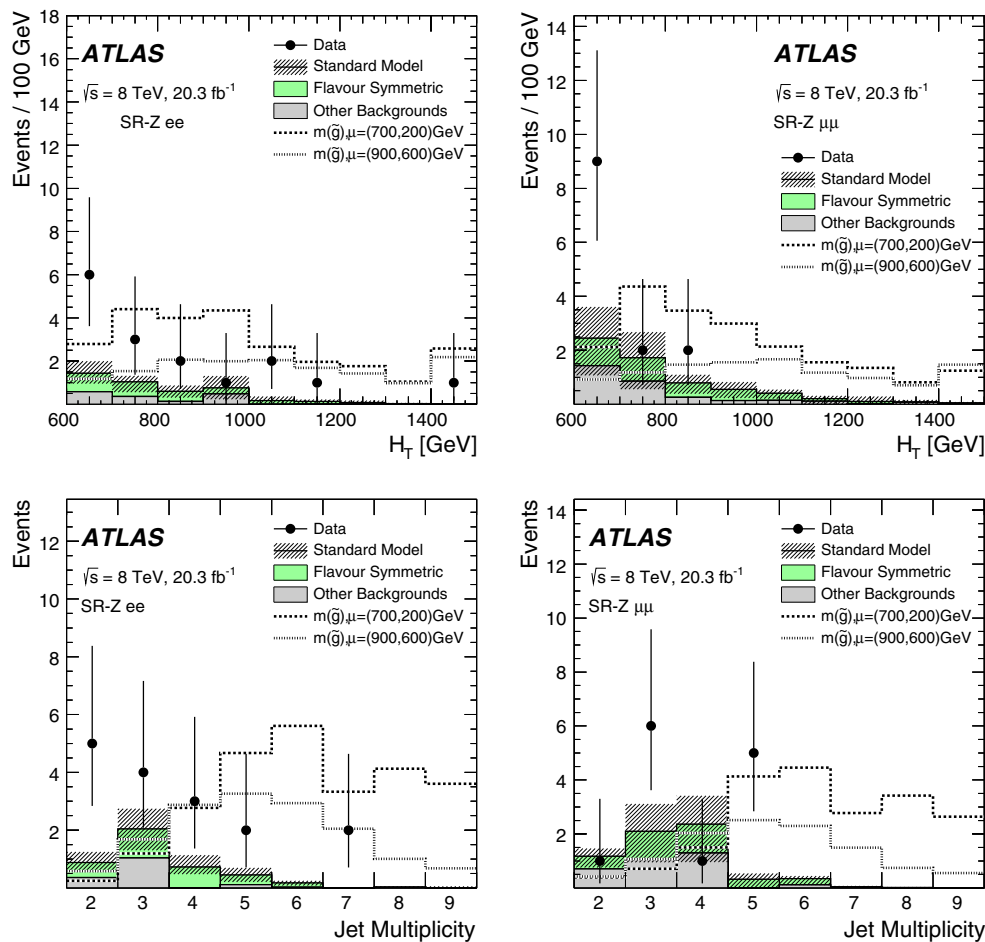 Events / 100 GeV
18
16
14
12
10
8
6
4
2
ATLAS
√s = 8 TeV, 20.3 fb⁻¹
SR-Z ee
Data
Standard Model
Flavour Symmetric
Other Backgrounds
m(g̃),μ=(700,200)GeV
m(g̃),μ=(900,600)GeV
600 800 1000 1200 1400
H_T [GeV]
Events / 100 GeV
14
12
10
8
6
4
2
ATLAS
√s = 8 TeV, 20.3 fb⁻¹
SR-Z μμ
Data
Standard Model
Flavour Symmetric
Other Backgrounds
m(g̃),μ=(700,200)GeV
m(g̃),μ=(900,600)GeV
600 800 1000 1200 1400
H_T [GeV]
Events
12
10
8
6
4
2
ATLAS
√s = 8 TeV, 20.3 fb⁻¹
SR-Z ee
Data
Standard Model
Flavour Symmetric
Other Backgrounds
m(g̃),μ=(700,200)GeV
m(g̃),μ=(900,600)GeV
2 3 4 5 6 7 8 9
Jet Multiplicity
Events
14
12
10
8
6
4
2
ATLAS
√s = 8 TeV, 20.3 fb⁻¹
SR-Z μμ
Data
Standard Model
Flavour Symmetric
Other Backgrounds
m(g̃),μ=(700,200)GeV
m(g̃),μ=(900,600)GeV
2 3 4 5 6 7 8 9
Jet Multiplicity